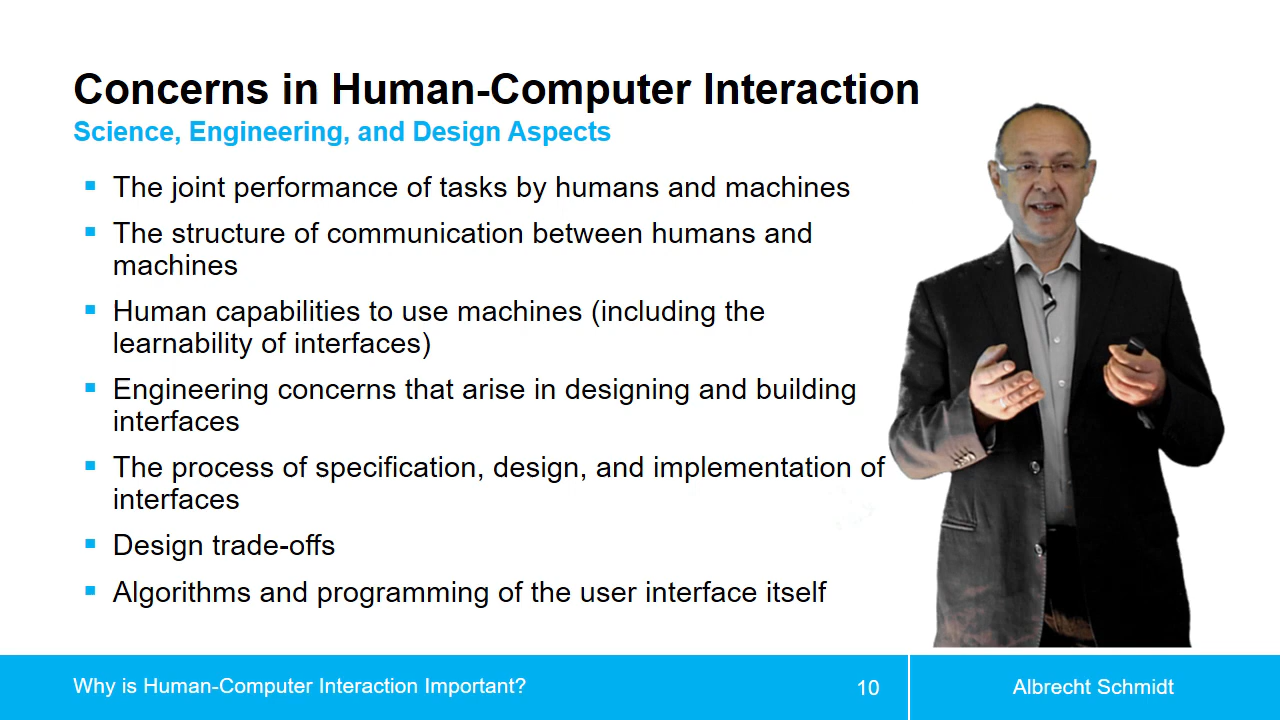 Concerns in Human-Computer Interaction
Science, Engineering, and Design Aspects
▪ The joint performance of tasks by humans and machines
▪ The structure of communication between humans and
machines
▪ Human capabilities to use machines (including the
learnability of interfaces)
▪ Engineering concerns that arise in designing and building
interfaces
▪ The process of specification, design, and implementation of
interfaces
▪ Design trade-offs
▪ Algorithms and programming of the user interface itself
Why is Human-Computer Interaction Important?
10
Albrecht Schmidt